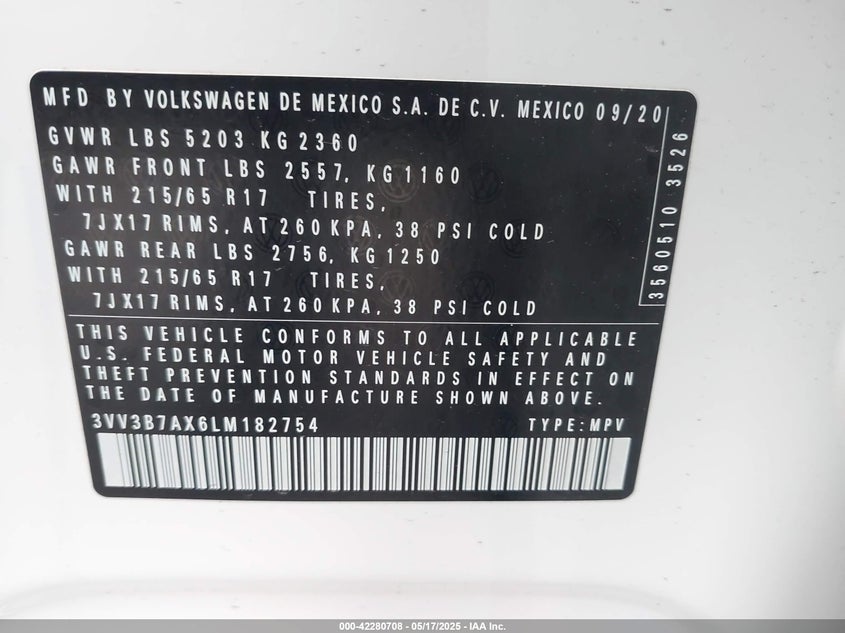 MFD BY VOLKSWAGEN DE MEXICO S.A. DE C.V. MEXICO 09/20
GVWR LBS 5203 KG 2360
GAWR FRONT LBS 2557, KG 1160
WITH 215/65 R17 TIRES,
7JX17 RIMS, AT 260 KPA, 38 PSI COLD
GAWR REAR LBS 2756, KG 1250
WITH 215/65 R17 TIRES,
7JX17 RIMS, AT 260 KPA, 38 PSI COLD
3560510 3526
THIS VEHICLE CONFORMS TO ALL APPLICABLE
U.S. FEDERAL MOTOR VEHICLE SAFETY AND
THEFT PREVENTION STANDARDS IN EFFECT ON
THE DATE OF MANUFACTURE SHOWN ABOVE.
3VV3B7AX6LM182754 TYPE: MPV
000-42280708 - 05/17/2025 - IAA Inc.